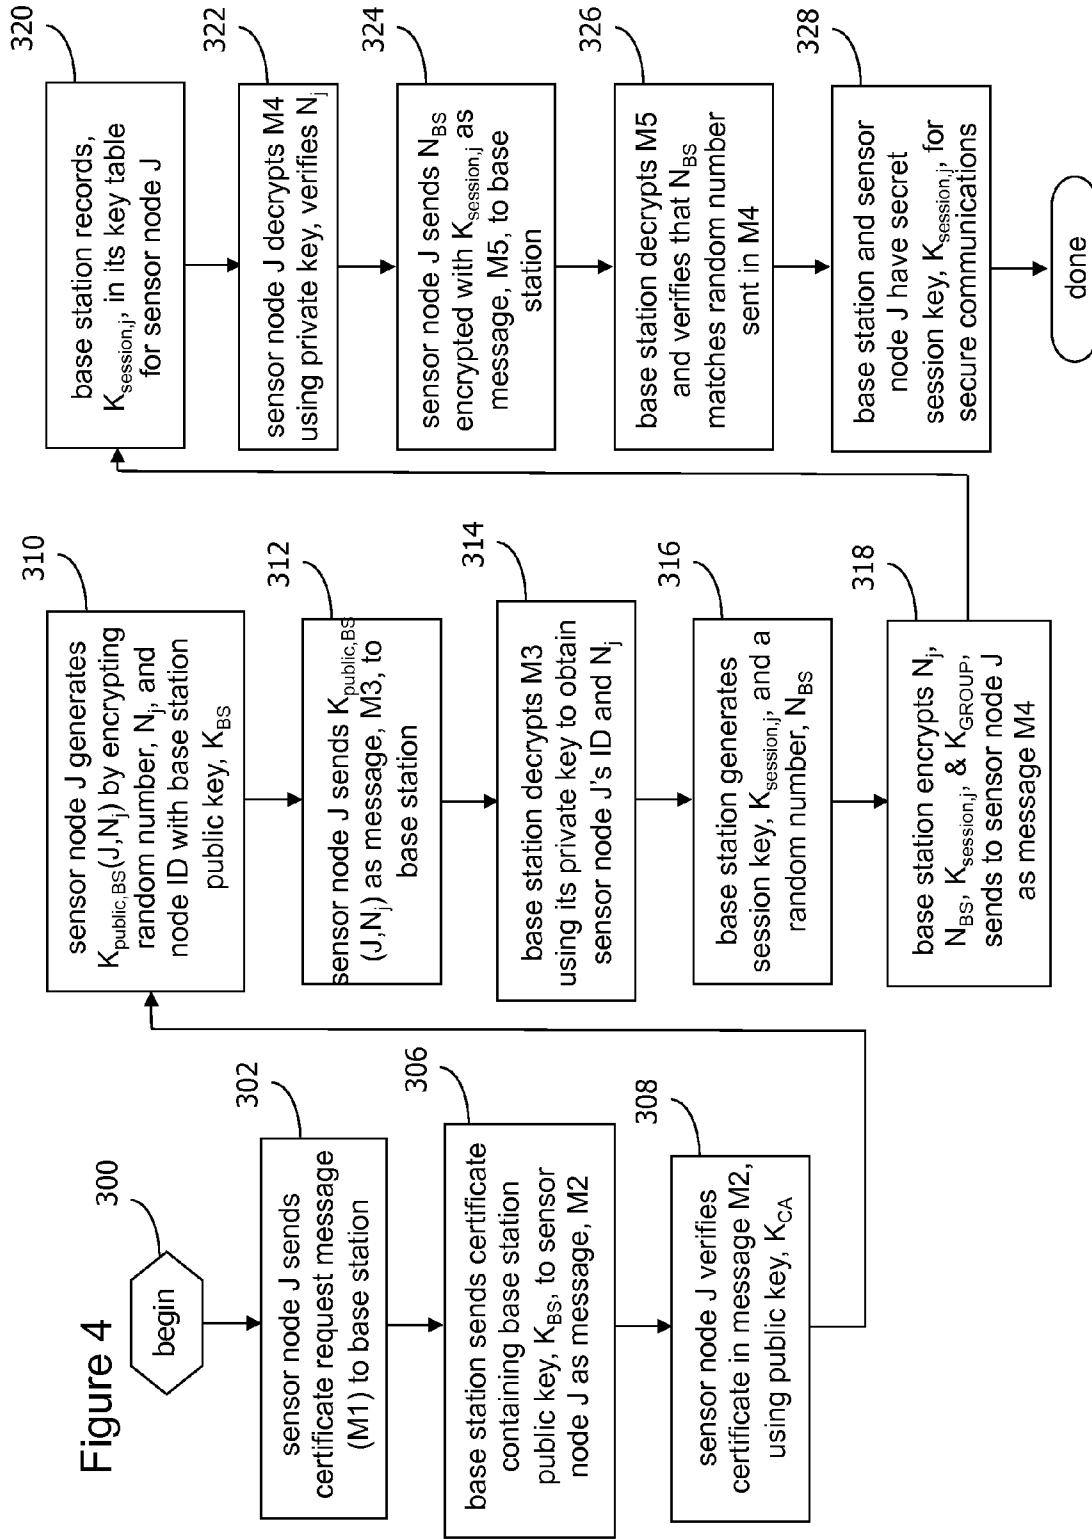 Figure 4
begin
300
sensor node J sends
certificate request message
(M1) to base station
302
base station sends certificate
containing base station
public key, K_BS, to sensor
node J as message, M2
306
sensor node J verifies
certificate in message M2,
using public key, K_CA
308
sensor node J generates
K_public,BS(J,N_j) by encrypting
random number, N_j, and
node ID with base station
public key, K_BS
310
sensor node J sends K_public,BS
(J,N_j) as message, M3, to
base station
312
base station decrypts M3
using its private key to obtain
sensor node J's ID and N_j
314
base station generates
session key, K_session,j, and a
random number, N_BS
316
base station encrypts N_j,
N_BS, K_session,j, & K_GROUP,
sends to sensor node J
as message M4
318
base station records,
K_session,j, in its key table
for sensor node J
320
sensor node J decrypts M4
using private key, verifies N_j
322
sensor node J sends N_BS
encrypted with K_session,j as
message, M5, to base
station
324
base station decrypts M5
and verifies that N_BS
matches random number
sent in M4
326
base station and sensor
node J have secret
session key, K_session,j, for
secure communications
328
done